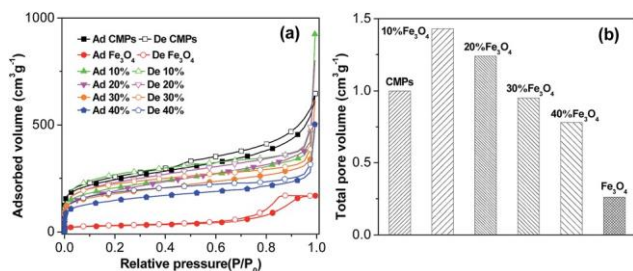 (a)
Ad CMPs De CMPs
Ad Fe3O4 De Fe3O4
Ad 10% De 10%
Ad 20% De 20%
Ad 30% De 30%
Ad 40% De 40%
1000
500
250
0
0.0 0.2 0.4 0.6 0.8 1.0
Adsorbed volume (cm3g-1)
Relative pressure(P/P0)
(b)
10%Fe3O4
20%Fe3O4
CMPs
30%Fe3O4
40%Fe3O4
Fe3O4
1.5
1.0
0.5
0.0
Total pore volume (cm3g-1)